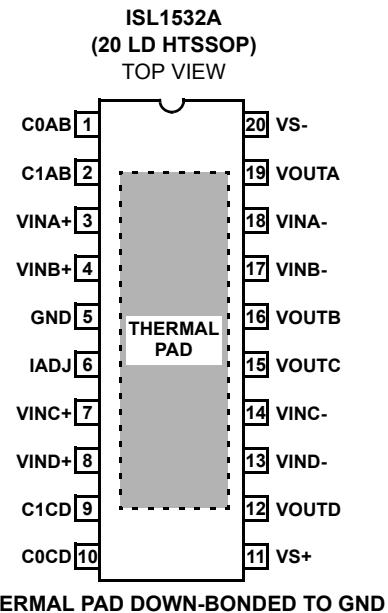 ISL1532A
(20 LD HTSSOP)
TOP VIEW
C0AB 1 20 VS-
C1AB 2 19 VOUTA
VINA+ 3 18 VINA-
VINB+ 4 17 VINB-
GND 5 16 VOUTB
THERMAL
PAD
IADJ 6 15 VOUTC
VINC+ 7 14 VINC-
VIND+ 8 13 VIND-
C1CD 9 12 VOUTD
C0CD 10 11 VS+
ERMAL PAD DOWN-BONDED TO GND